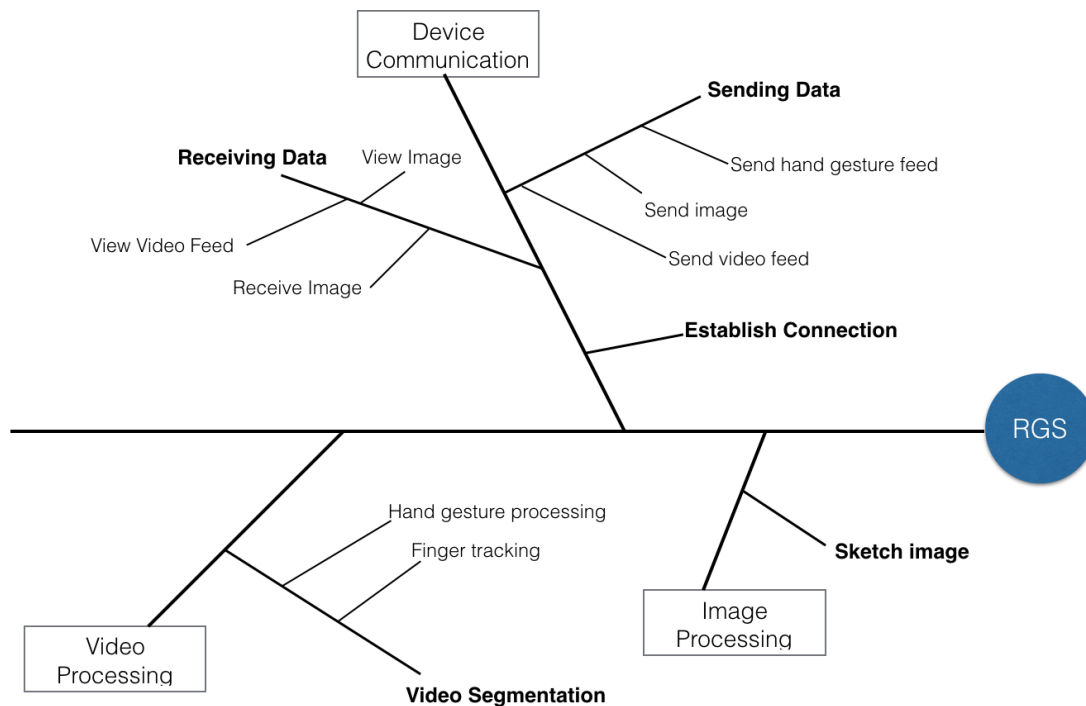 Device
Communication
Sending Data
Receiving Data
View Image
Send hand gesture feed
Send image
View Video Feed
Send video feed
Receive Image
Establish Connection
RGS
Hand gesture processing
Finger tracking
Sketch image
Image
Processing
Video
Processing
Video Segmentation